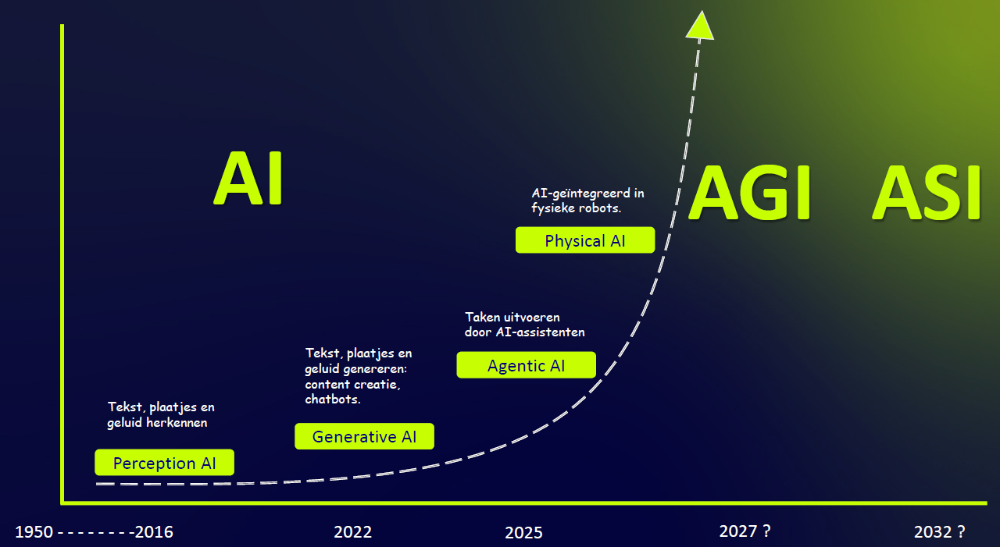 AI
AGI
ASI
AI-geïntegreerd in
fysieke robots.
Physical AI
Taken uitvoeren
door AI-assistenten
Agentic AI
Tekst, plaatjes en
geluid genereren:
content creatie,
chatbots.
Generative AI
Tekst, plaatjes en
geluid herkennen
Perception AI
1950 - - - - - - - -2016
2022
2025
2027 ?
2032 ?